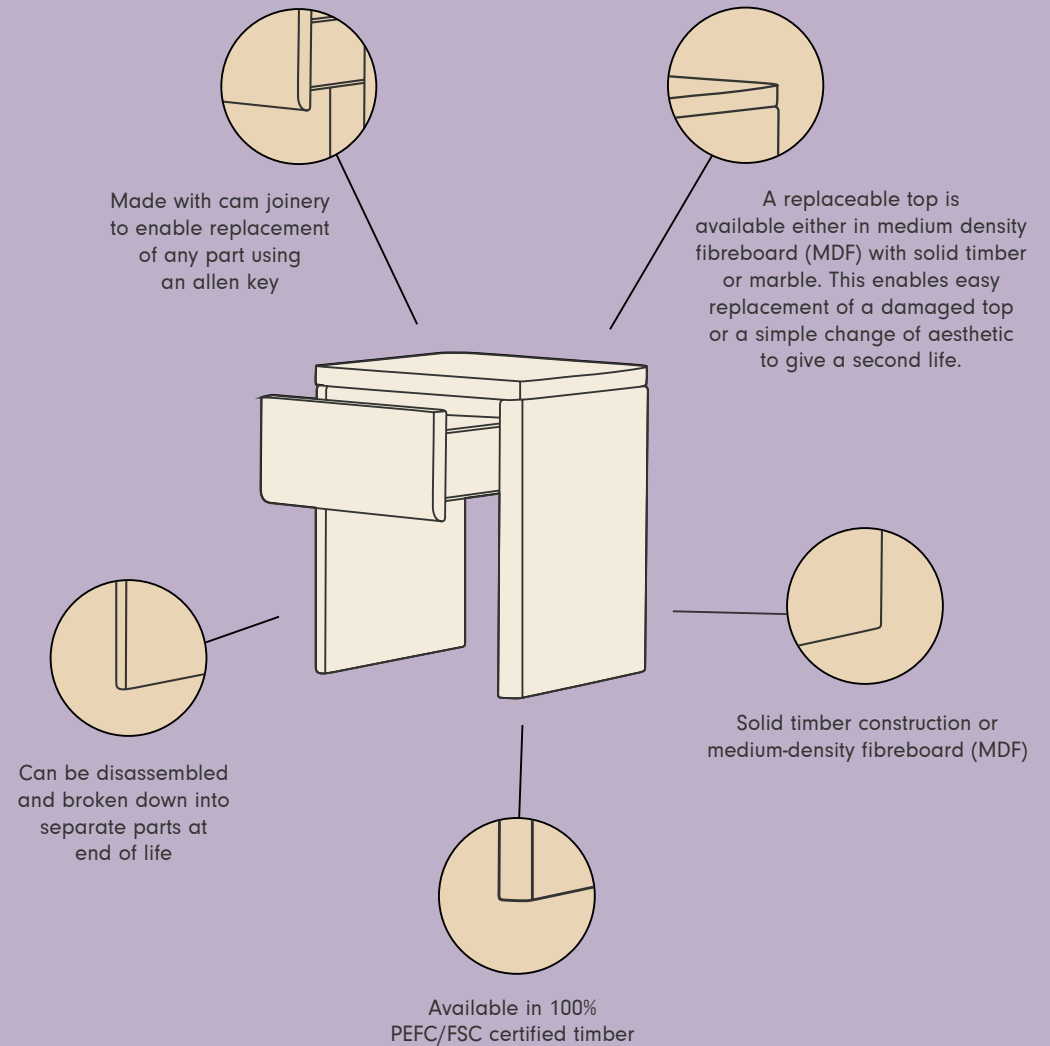 Made with cam joinery
to enable replacement
of any part using
an allen key
A replaceable top is
available either in medium density
fibreboard (MDF) with solid timber
or marble. This enables easy
replacement of a damaged top
or a simple change of aesthetic
to give a second life.
Solid timber construction or
medium-density fibreboard (MDF)
Can be disassembled
and broken down into
separate parts at
end of life
Available in 100%
PEFC/FSC certified timber